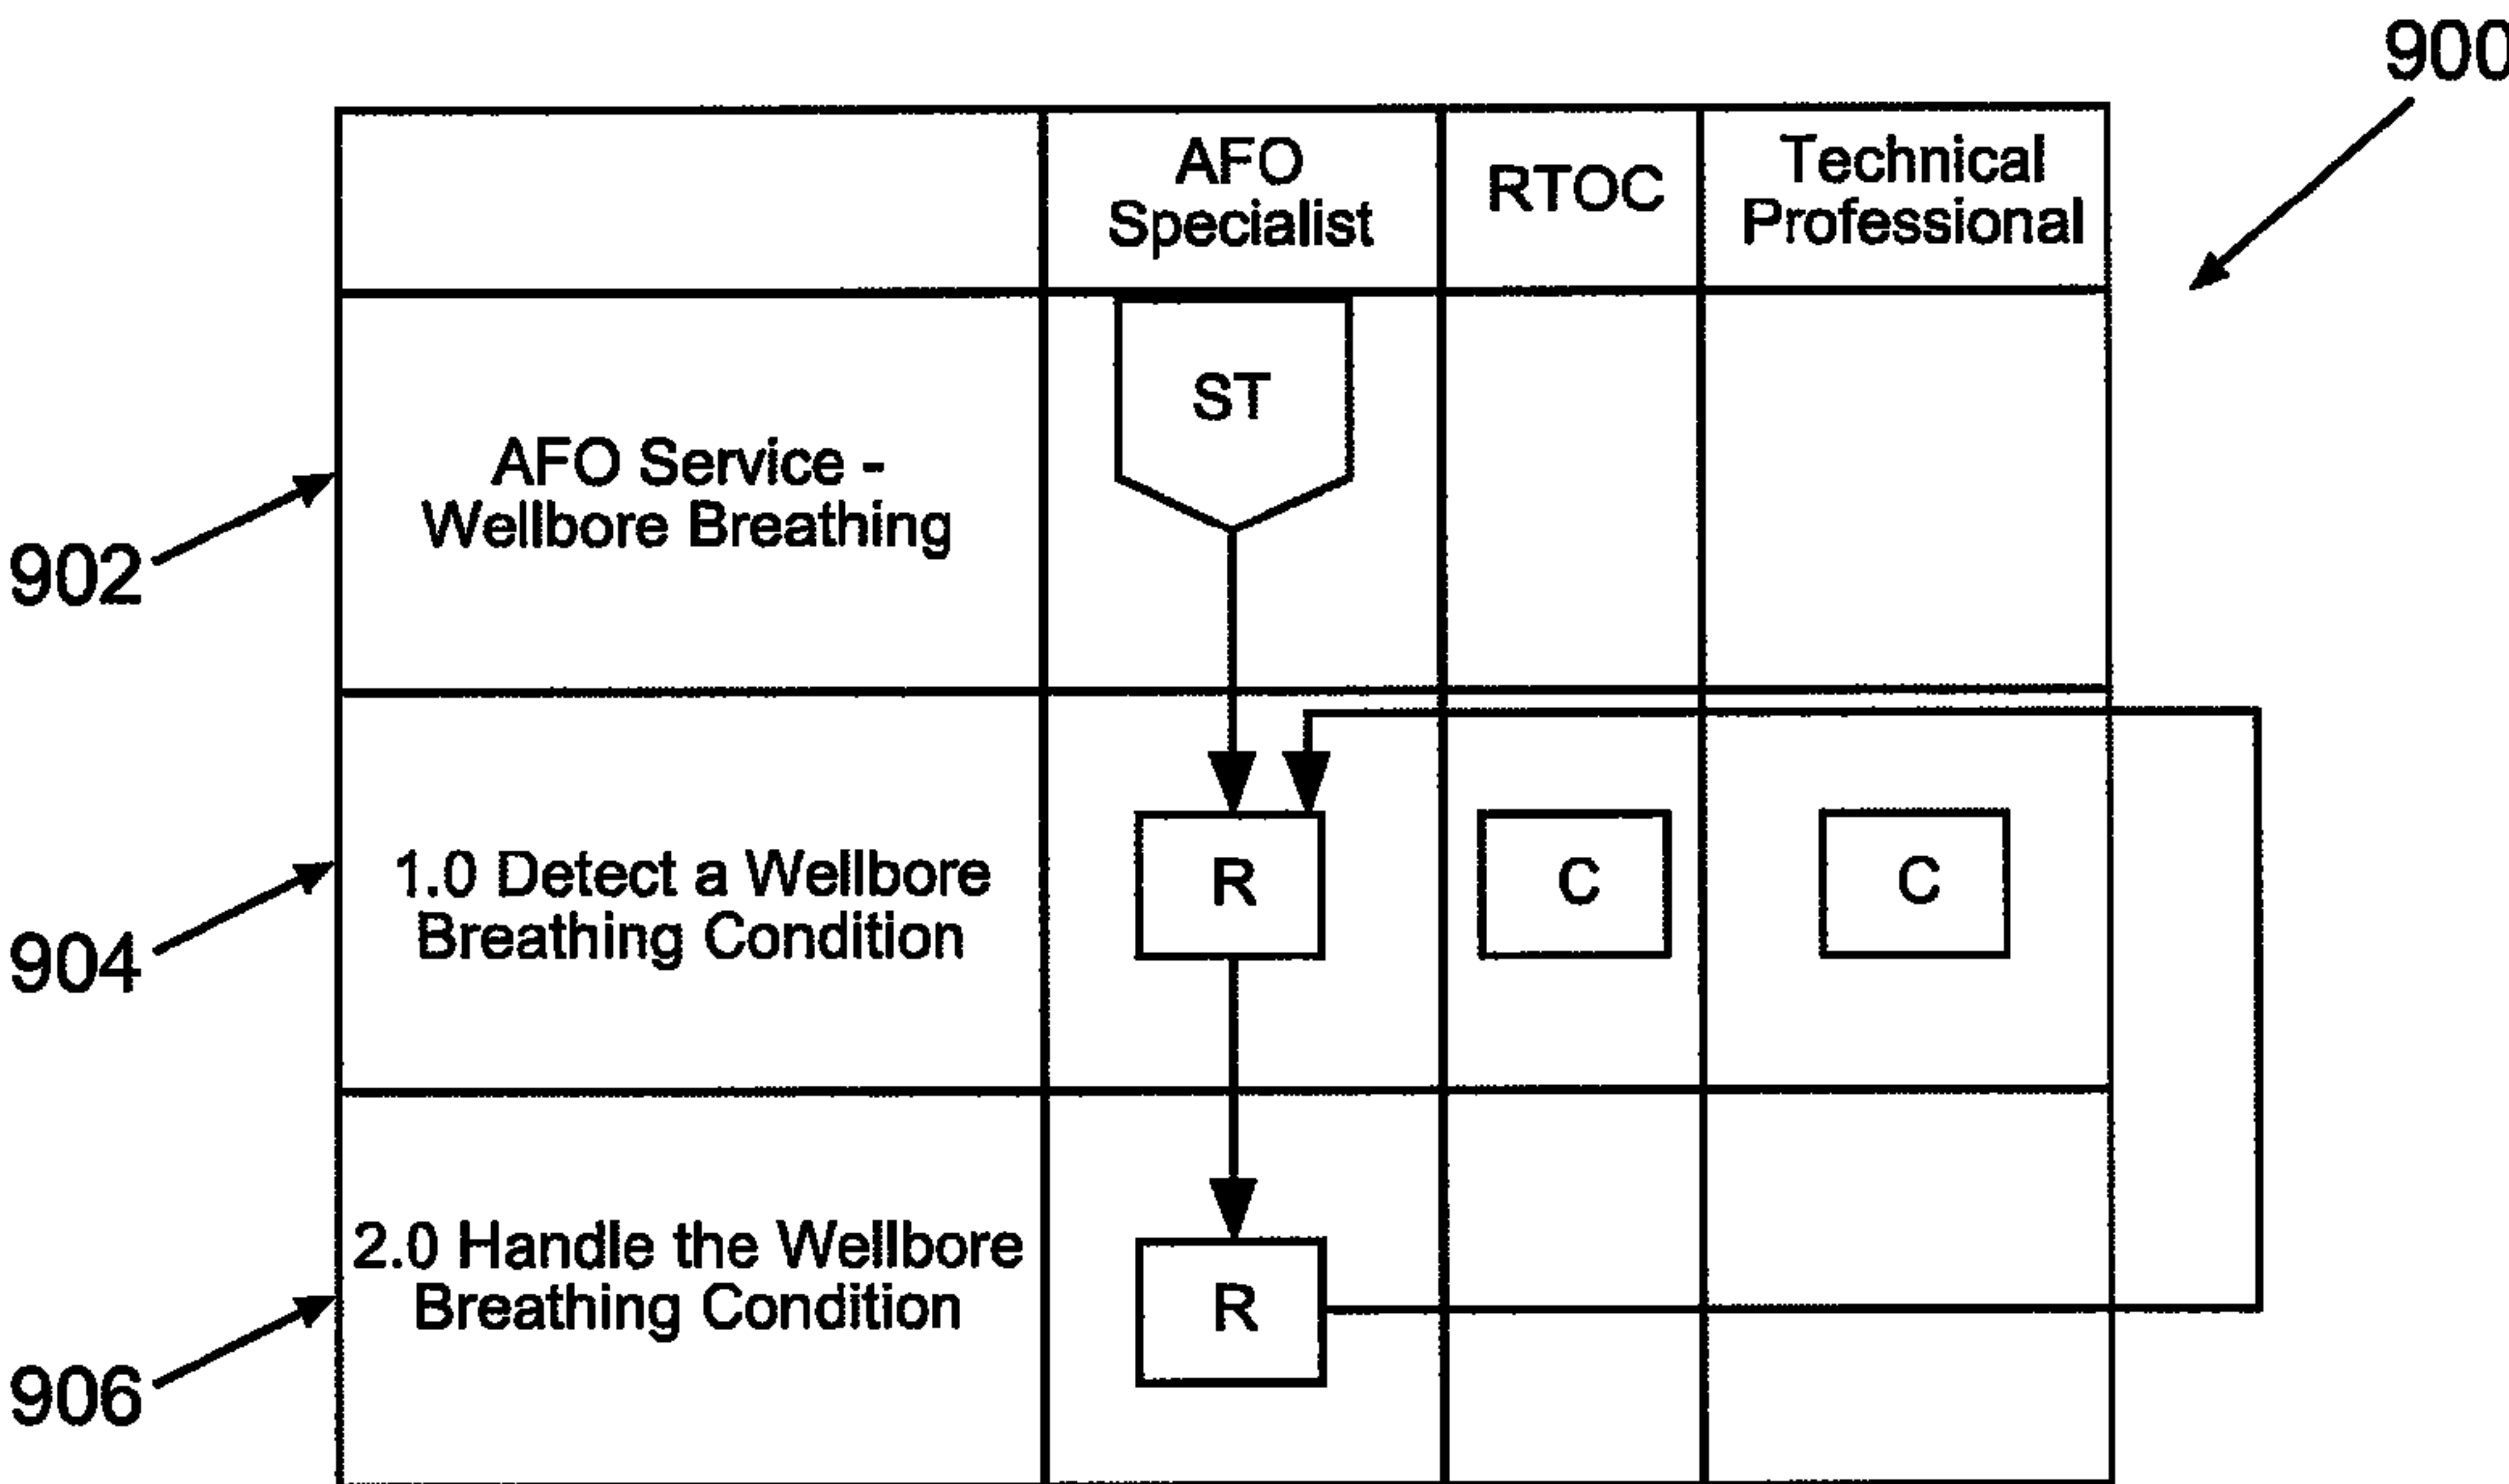 900
AFO
Specialist
RTOC
Technical
Professional
ST
AFO Service -
Wellbore Breathing
902
R
C
C
1.0 Detect a Wellbore
Breathing Condition
904
2.0 Handle the Wellbore
Breathing Condition
R
906